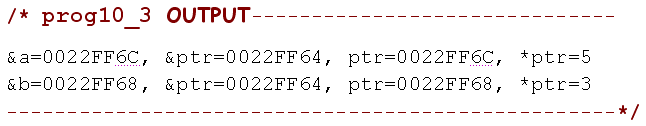 /* prog10_3 OUTPUT------------------------------
&a=0022FF6C, &ptr=0022FF64, ptr=0022FF6C, *ptr=5
&b=0022FF68, &ptr=0022FF64, ptr=0022FF68, *ptr=3
-----------------------------------------------*/